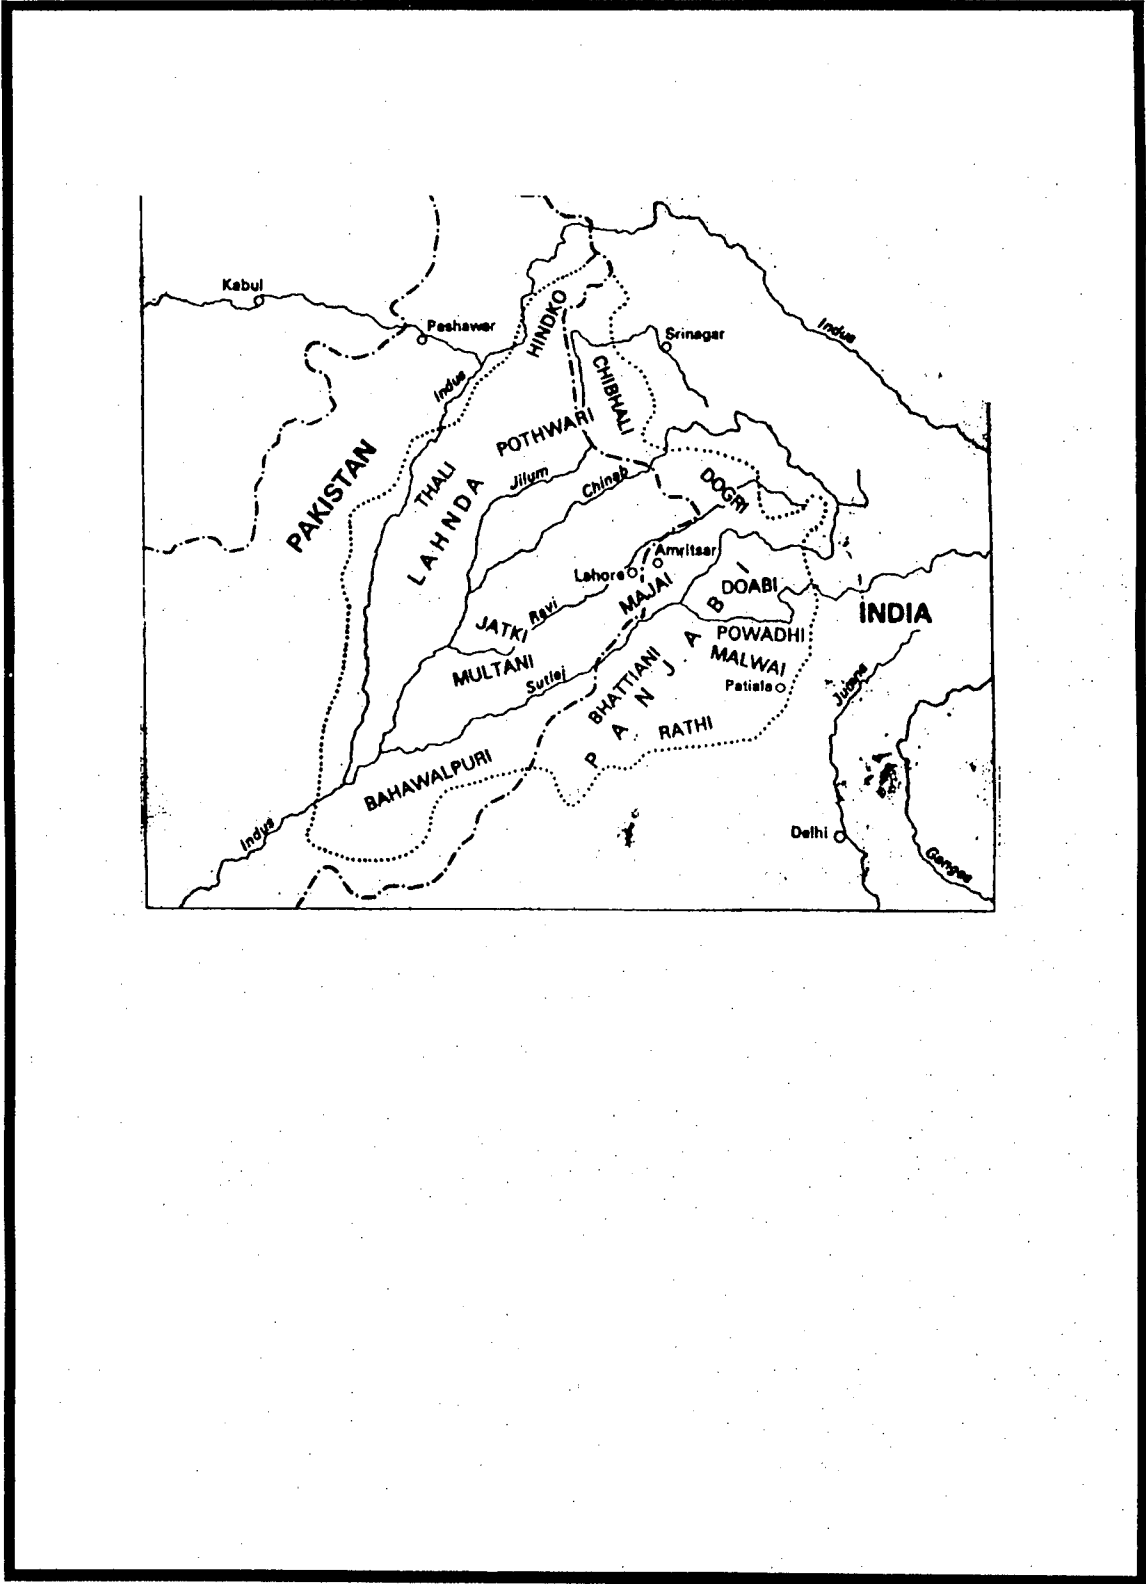 Kabul
Peshawar
HINDKO
Srinagar
Indus
Indus
CHIBHALI
POTHWARI
PAKISTAN
THALI
LAHNDA
Jilum
Chinab
DOGRI
Amritsar
Lahore
MAJAI
DOABI
INDIA
JATKI
Ravi
POWADHI
MULTANI
MALWAI
Sutlej
BHATTIANI
PANJABI
Patiala
Jumna
RATHI
BAHAWALPURI
Indus
Delhi
Ganges